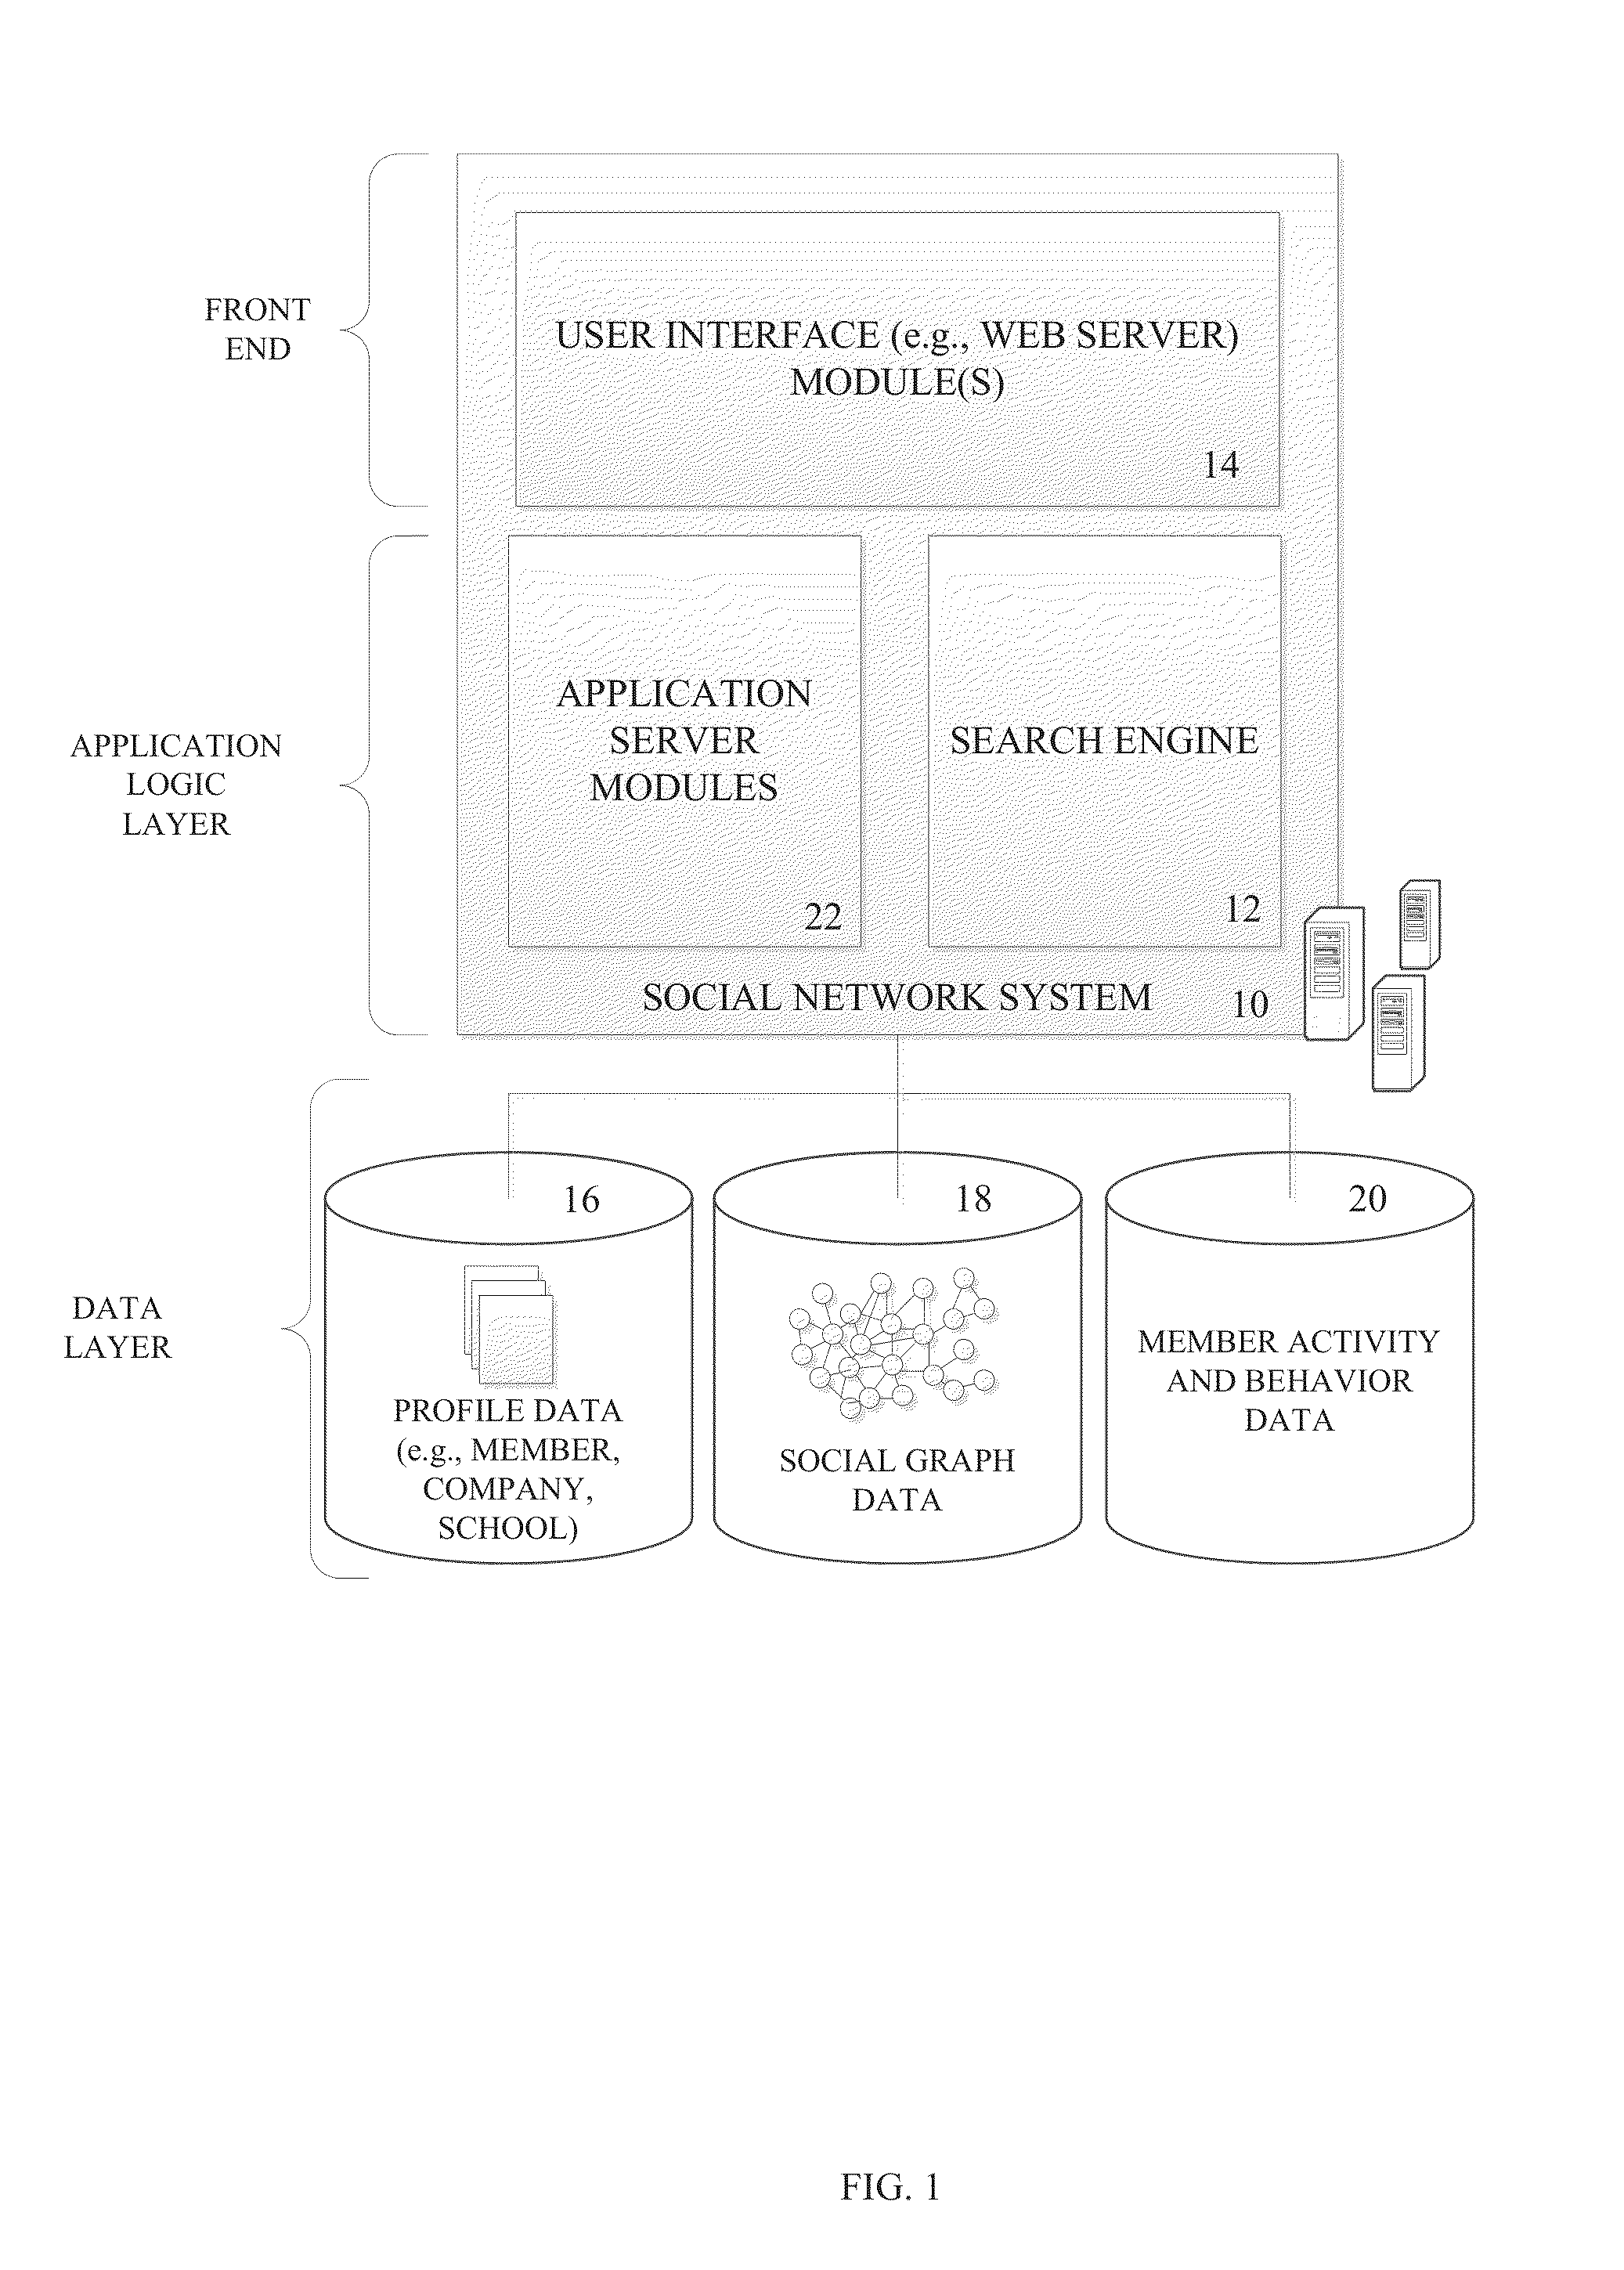 FRONT
END
USER INTERFACE (e.g., WEB SERVER)
MODULE(S)
14
APPLICATION
LOGIC
LAYER
APPLICATION
SERVER
MODULES
22
SEARCH ENGINE
12
SOCIAL NETWORK SYSTEM
10
DATA
LAYER
16
PROFILE DATA
(e.g., MEMBER,
COMPANY,
SCHOOL)
18
SOCIAL GRAPH
DATA
20
MEMBER ACTIVITY
AND BEHAVIOR
DATA
FIG. 1